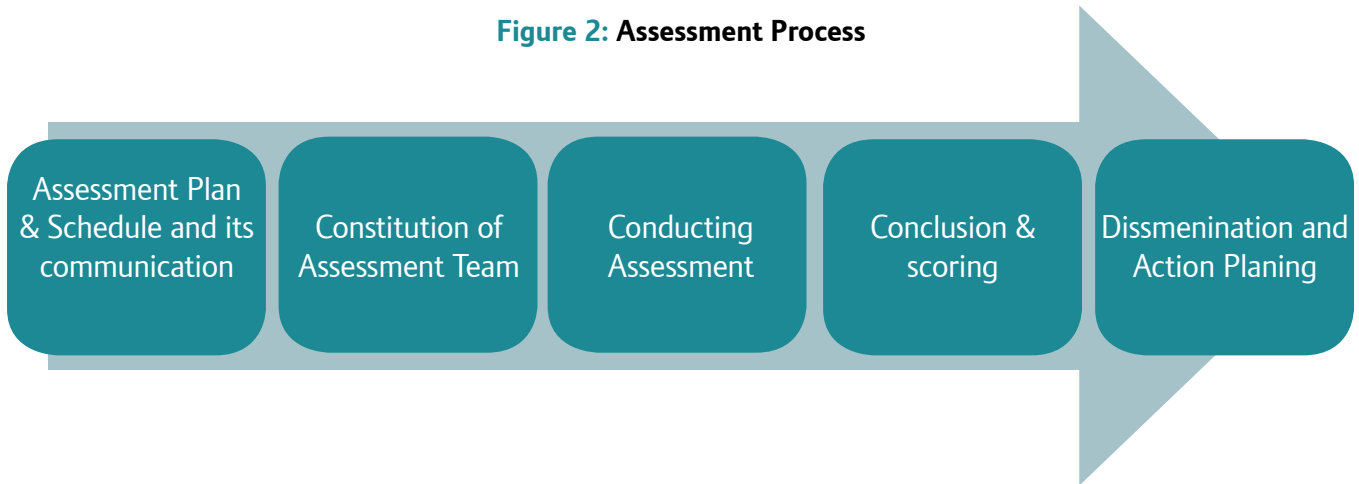 Figure 2: Assessment Process
Assessment Plan
& Schedule and its
communication
Constitution of
Assessment Team
Conducting
Assessment
Conclusion &
scoring
Dissmenination and
Action Planing